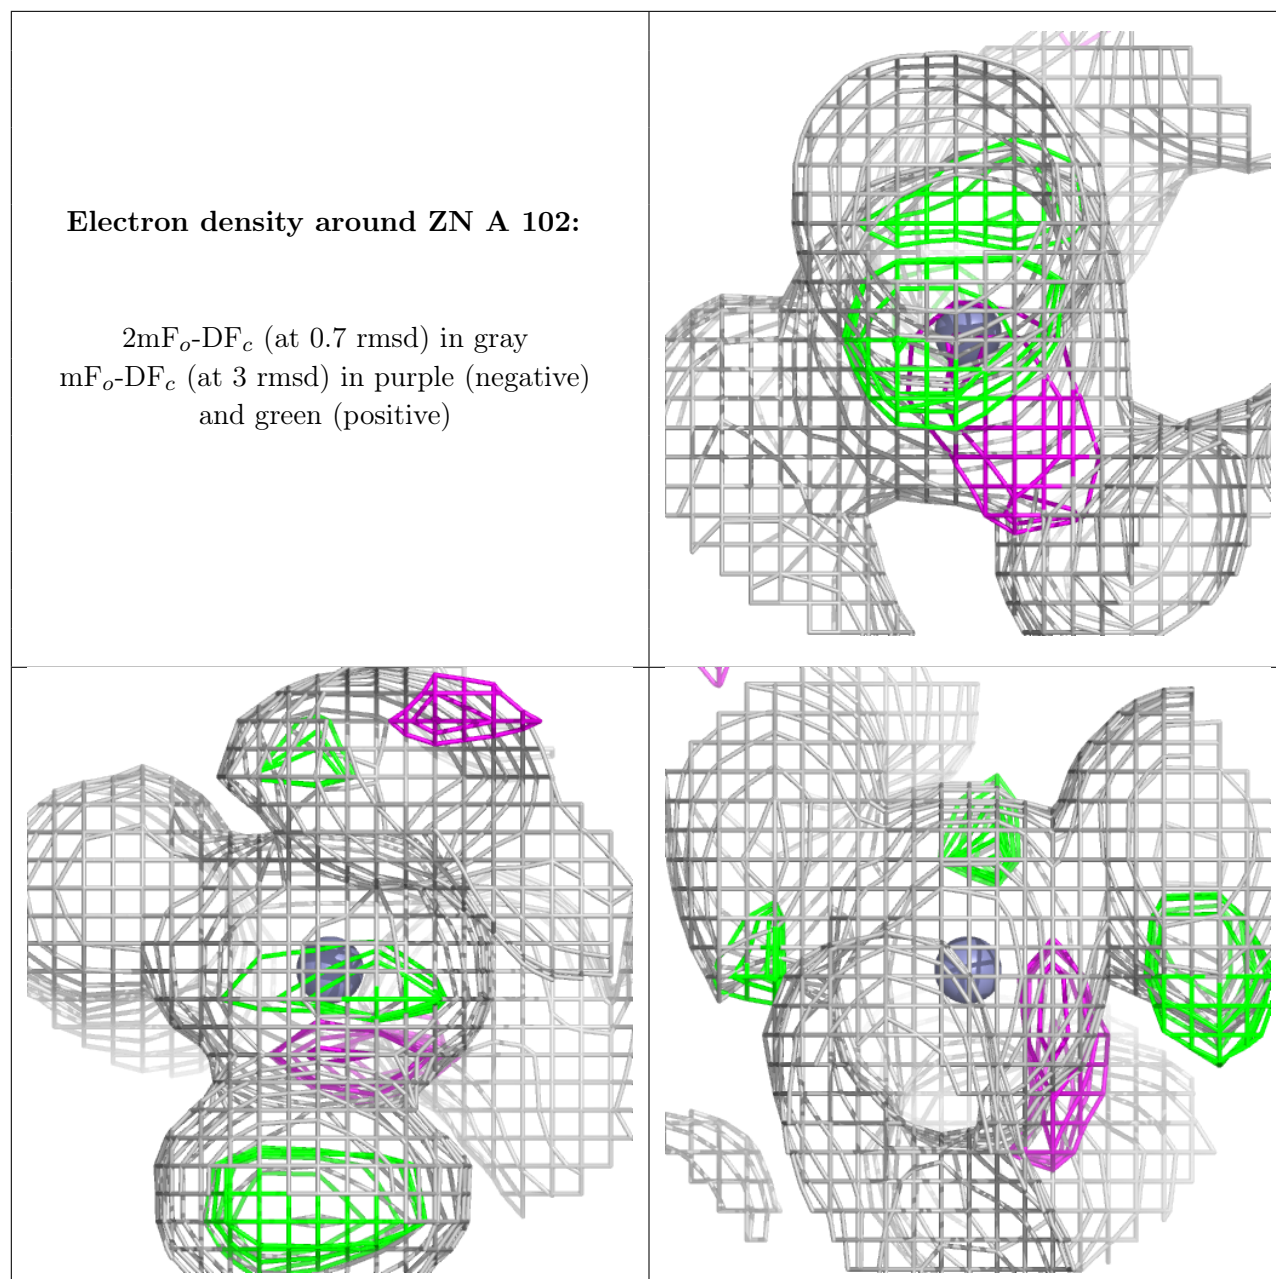 Electron density around ZN A 102:
2mFo-DFc (at 0.7 rmsd) in gray
mFo-DFc (at 3 rmsd) in purple (negative)
and green (positive)